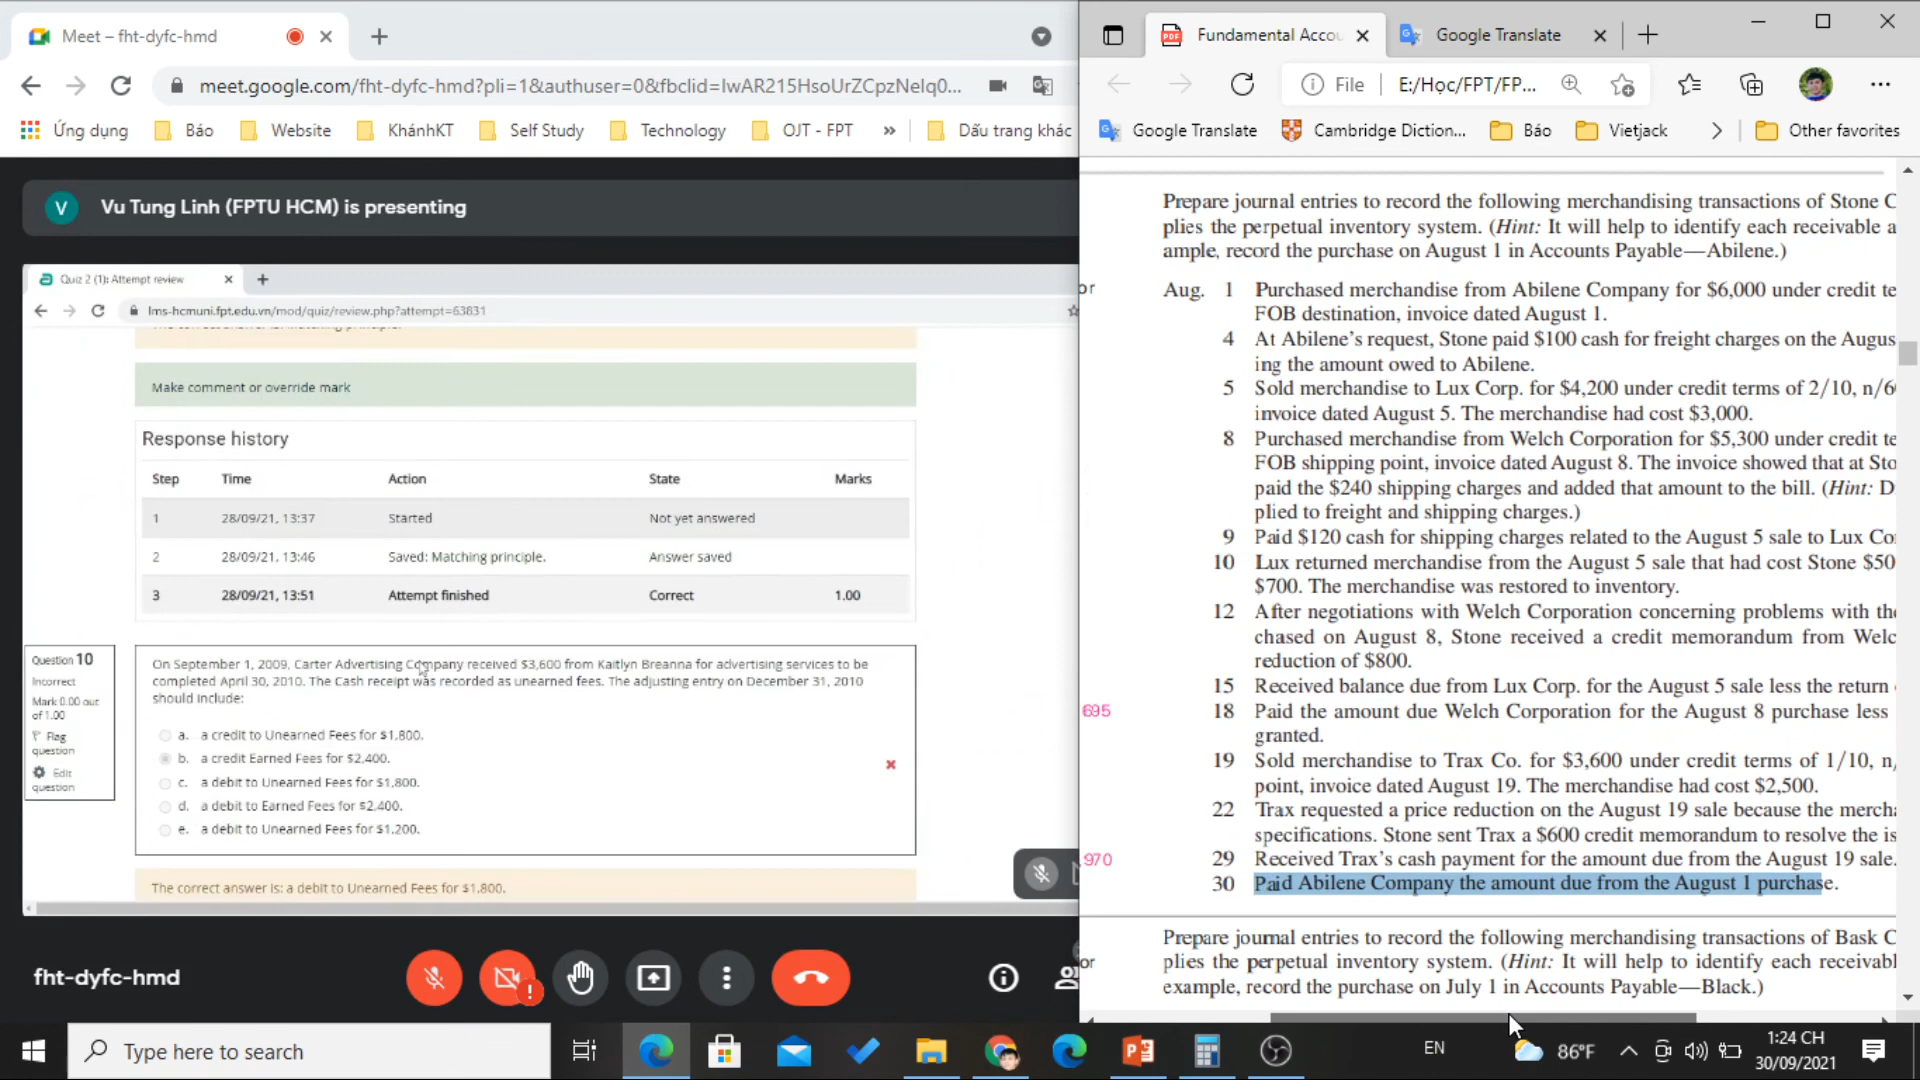 Meet – fht-dyfc-hmd
meet.google.com/fht-dyfc-hmd?pli=1&authuser=0&fbclid=IwAR215HsoUrZCpzNelq0...
Ứng dụng
Báo
Website
KhánhKT
Self Study
Technology
OJT - FPT
»
Dấu trang khác
V
Vu Tung Linh (FPTU HCM) is presenting
Quiz 2 (1): Attempt review
lms-hcmuni.fpt.edu.vn/mod/quiz/review.php?attempt=63831
Make comment or override mark
Response history
Step Time Action State Marks
1 28/09/21, 13:37 Started Not yet answered
2 28/09/21, 13:46 Saved: Matching principle. Answer saved
3 28/09/21, 13:51 Attempt finished Correct 1.00
Question 10
Incorrect
Mark 0.00 out
of 1.00
Flag
question
Edit
question
On September 1, 2009, Carter Advertising Company received $3,600 from Kaitlyn Breanna for advertising services to be
completed April 30, 2010. The Cash receipt was recorded as unearned fees. The adjusting entry on December 31, 2010
should include:
a. a credit to Unearned Fees for $1,800.
b. a credit Earned Fees for $2,400.
c. a debit to Unearned Fees for $1,800.
d. a debit to Earned Fees for $2,400.
e. a debit to Unearned Fees for $1,200.
The correct answer is: a debit to Unearned Fees for $1,800.
fht-dyfc-hmd
Fundamental Accou
Google Translate
File
E:/Học/FPT/FP...
Google Translate
Cambridge Diction...
Báo
Vietjack
Other favorites
Prepare journal entries to record the following merchandising transactions of Stone C
plies the perpetual inventory system. (Hint: It will help to identify each receivable a
ample, record the purchase on August 1 in Accounts Payable—Abilene.)
or
Aug. 1 Purchased merchandise from Abilene Company for $6,000 under credit te
FOB destination, invoice dated August 1.
4 At Abilene's request, Stone paid $100 cash for freight charges on the Augus
ing the amount owed to Abilene.
5 Sold merchandise to Lux Corp. for $4,200 under credit terms of 2/10, n/6
invoice dated August 5. The merchandise had cost $3,000.
8 Purchased merchandise from Welch Corporation for $5,300 under credit te
FOB shipping point, invoice dated August 8. The invoice showed that at Sto
paid the $240 shipping charges and added that amount to the bill. (Hint: D
plied to freight and shipping charges.)
9 Paid $120 cash for shipping charges related to the August 5 sale to Lux Co
10 Lux returned merchandise from the August 5 sale that had cost Stone $50
$700. The merchandise was restored to inventory.
12 After negotiations with Welch Corporation concerning problems with the
chased on August 8, Stone received a credit memorandum from Welc
reduction of $800.
15 Received balance due from Lux Corp. for the August 5 sale less the return
695
18 Paid the amount due Welch Corporation for the August 8 purchase less
granted.
19 Sold merchandise to Trax Co. for $3,600 under credit terms of 1/10, n
point, invoice dated August 19. The merchandise had cost $2,500.
22 Trax requested a price reduction on the August 19 sale because the mercha
specifications. Stone sent Trax a $600 credit memorandum to resolve the is
970
29 Received Trax's cash payment for the amount due from the August 19 sale.
30 Paid Abilene Company the amount due from the August 1 purchase.
Prepare journal entries to record the following merchandising transactions of Bask C
or
plies the perpetual inventory system. (Hint: It will help to identify each receivabl
example, record the purchase on July 1 in Accounts Payable—Black.)
Type here to search
EN
86°F
1:24 CH
30/09/2021